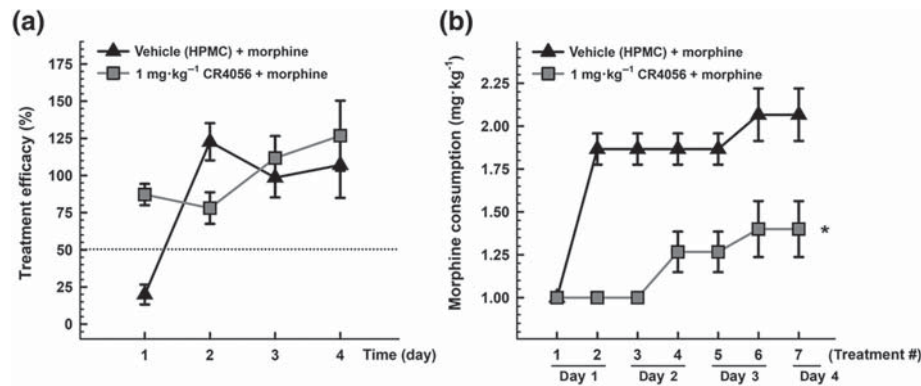 (a)
Vehicle (HPMC) + morphine
1 mg·kg⁻¹ CR4056 + morphine
Treatment efficacy (%)
175
150
125
100
75
50
25
0
1 2 3 4 Time (day)
(b)
Vehicle (HPMC) + morphine
1 mg·kg⁻¹ CR4056 + morphine
Morphine consumption (mg·kg⁻¹)
2.25
2.00
1.75
1.50
1.25
1.00
*
1 2 3 4 5 6 7 (Treatment #)
Day 1 Day 2 Day 3 Day 4